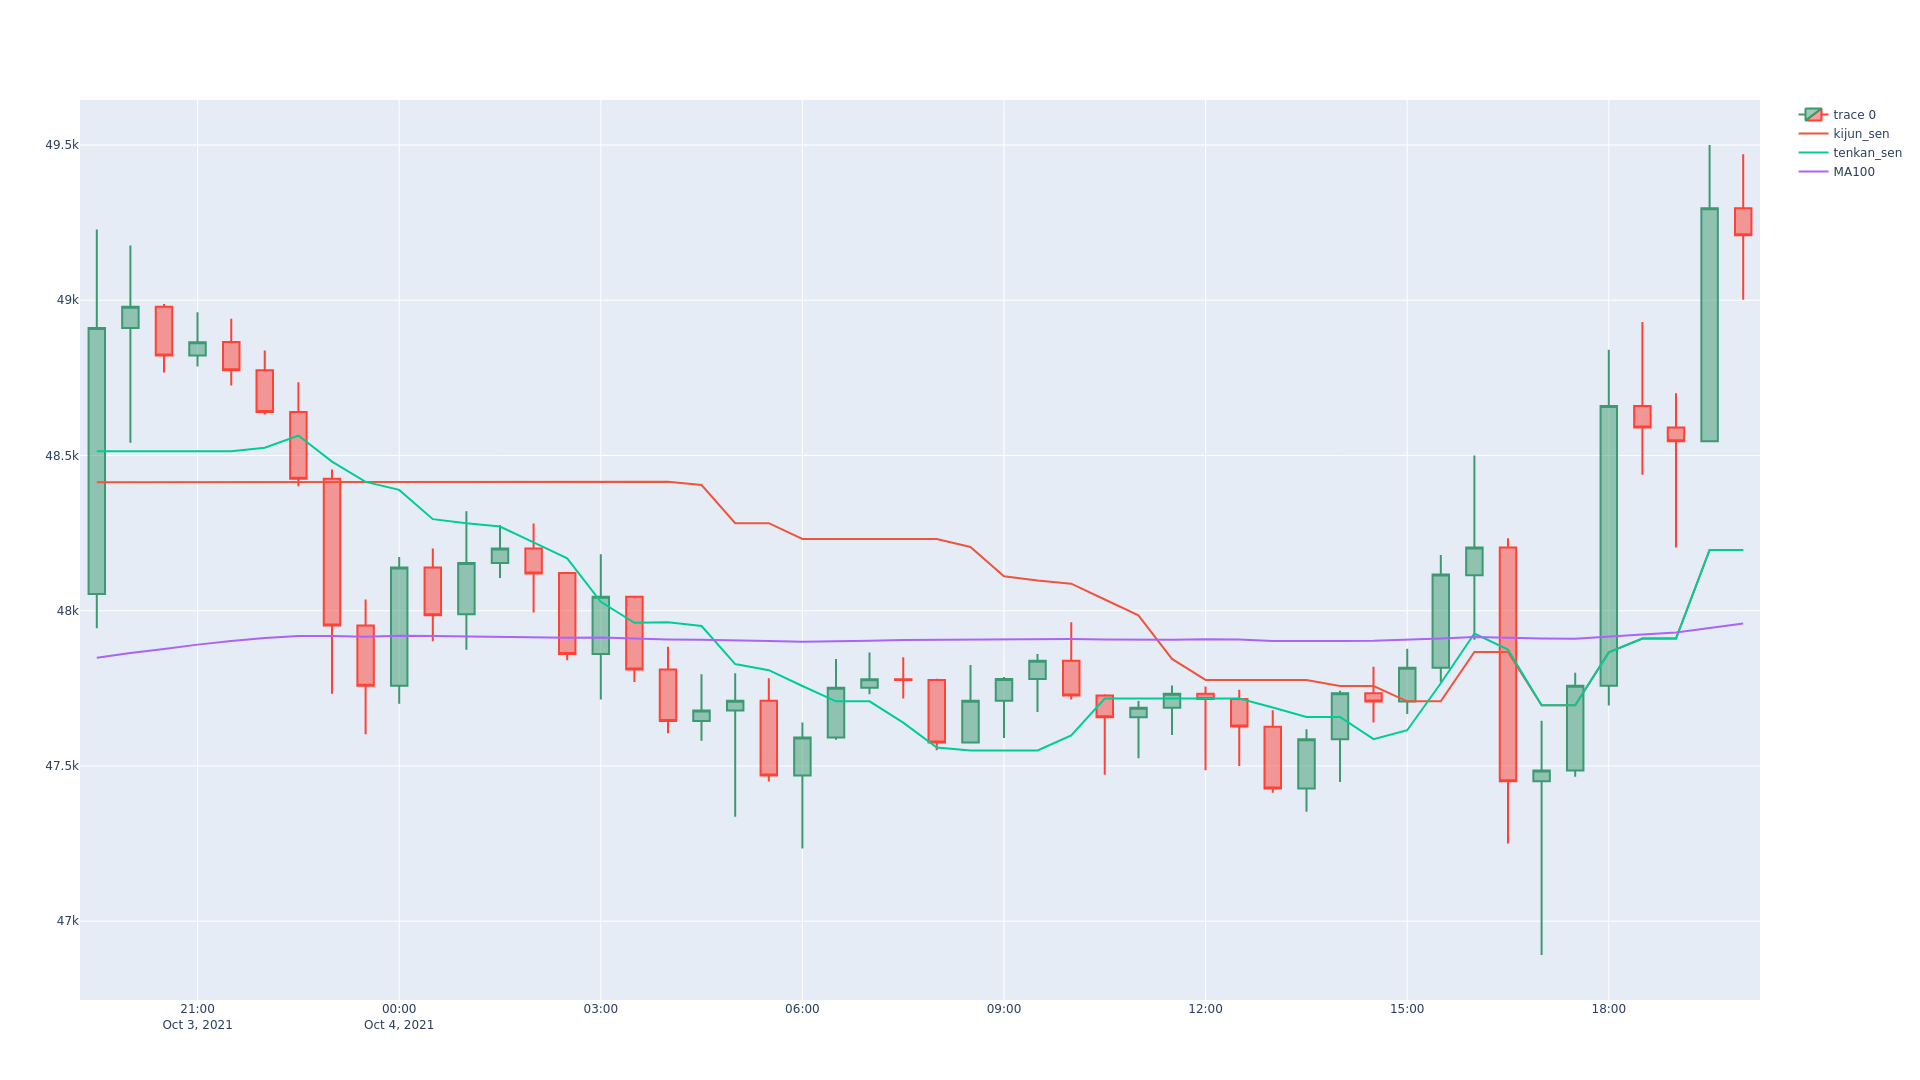 trace 0
kijun_sen
tenkan_sen
MA100
49.5k
49k
48.5k
48k
47.5k
47k
21:00 00:00 03:00 06:00 09:00 12:00 15:00 18:00
Oct 3, 2021 Oct 4, 2021